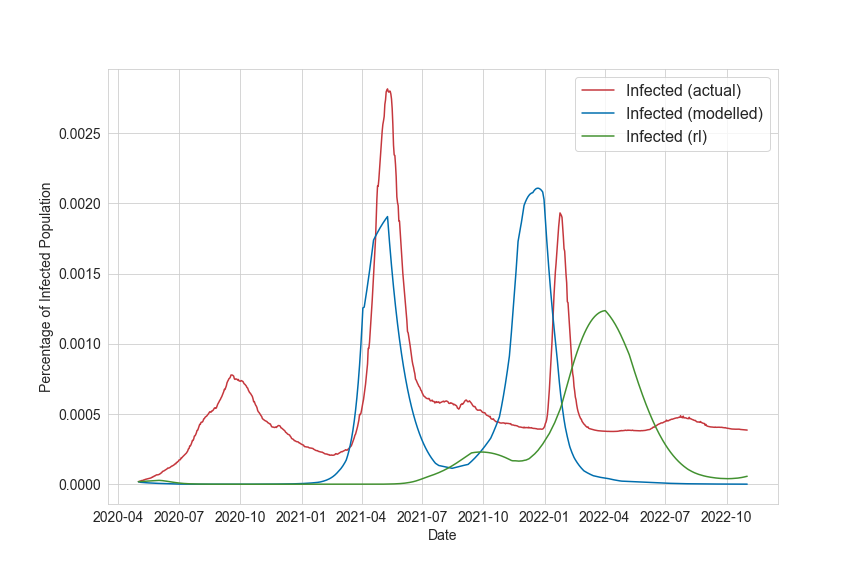 Infected (actual)
Infected (modelled)
Infected (rl)
Percentage of Infected Population
0.0025
0.0020
0.0015
0.0010
0.0005
0.0000
2020-04 2020-07 2020-10 2021-01 2021-04 2021-07 2021-10 2022-01 2022-04 2022-07 2022-10
Date